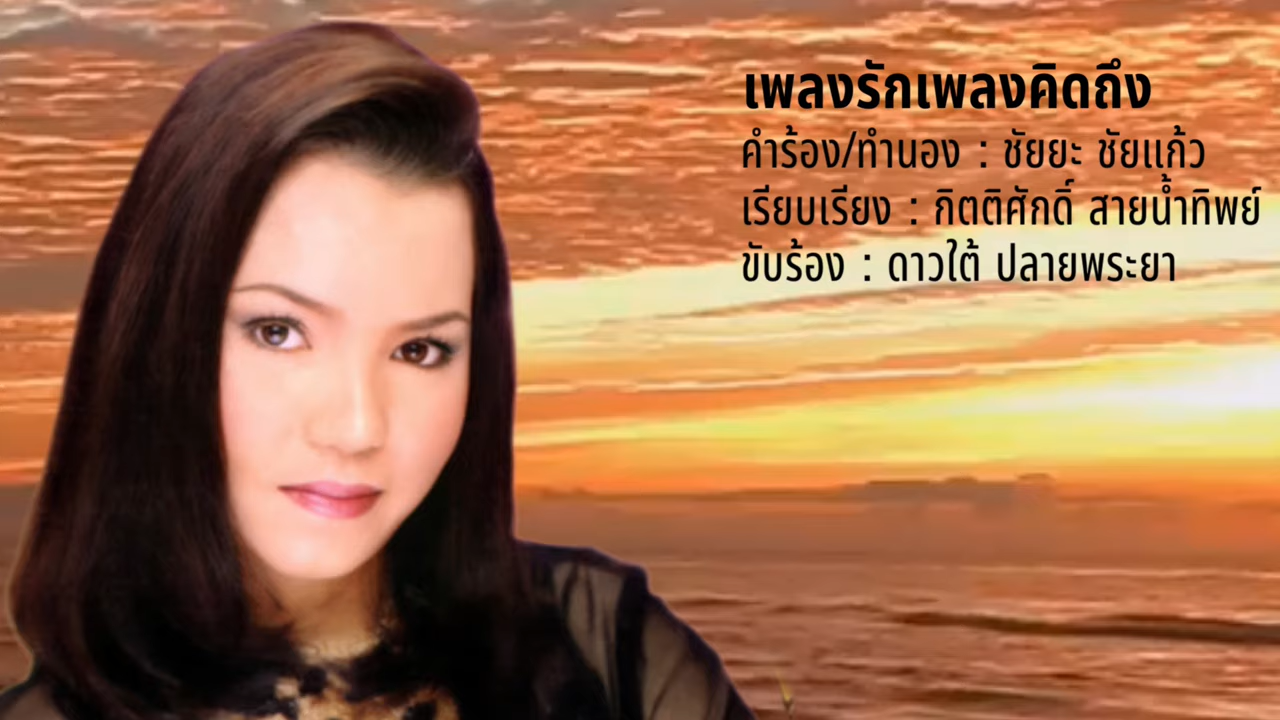 เพลงรักเพลงคิดถึง
คำร้อง/ทำนอง : ชัยยะ ชัยแก้ว
เรียบเรียง : กิตติศักดิ์ สายน้ำทิพย์
ขับร้อง : ดาวใต้ ปลายพระยา